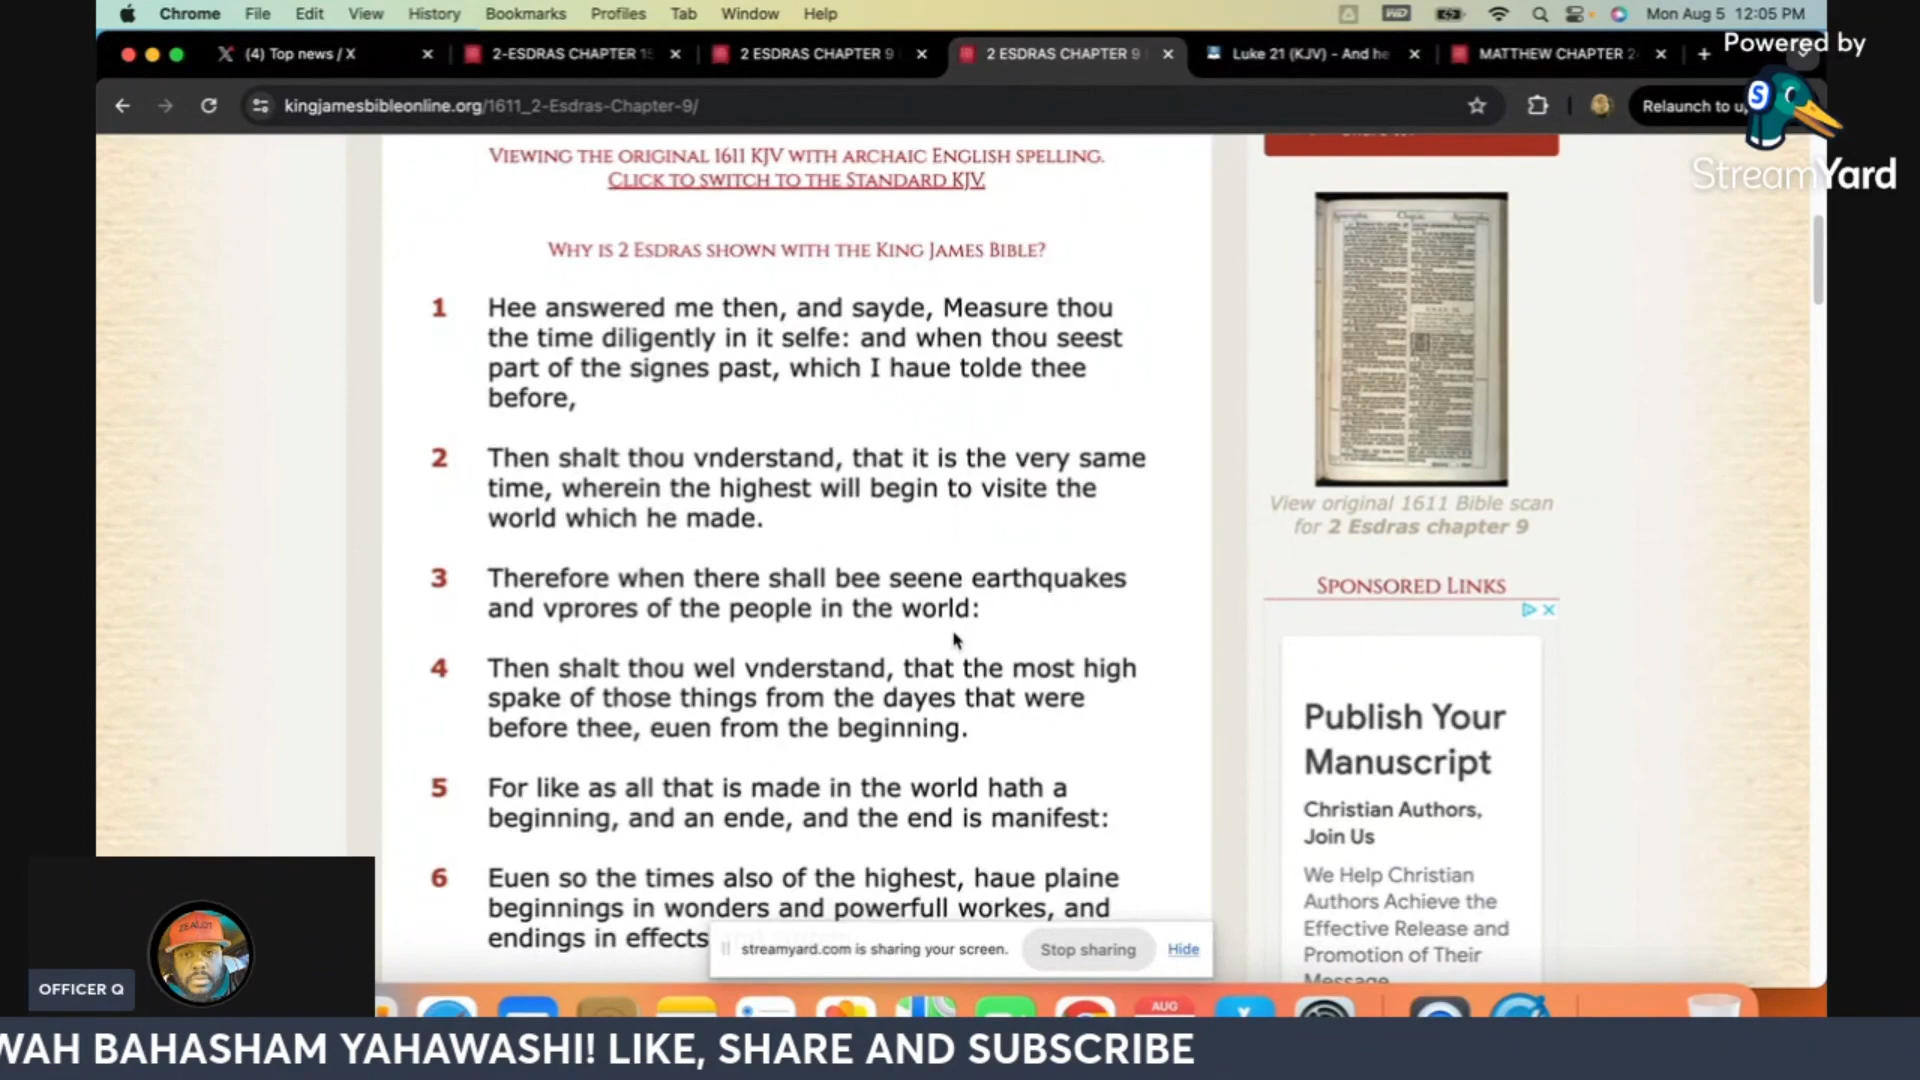 Chrome File Edit View History Bookmarks Profiles Tab Window Help
Mon Aug 5 12:05 PM
(4) Top news / X
2-ESDRAS CHAPTER 15
2 ESDRAS CHAPTER 9
2 ESDRAS CHAPTER 9
Luke 21 (KJV) - And he
MATTHEW CHAPTER 2
Powered by
StreamYard
kingjamesbibleonline.org/1611_2-Esdras-Chapter-9/
Relaunch to u
Viewing the original 1611 KJV with archaic English spelling.
Click to switch to the Standard KJV.
Why is 2 Esdras shown with the King James Bible?
1 Hee answered me then, and sayde, Measure thou
the time diligently in it selfe: and when thou seest
part of the signes past, which I haue tolde thee
before,
2 Then shalt thou vnderstand, that it is the very same
time, wherein the highest will begin to visite the
world which he made.
3 Therefore when there shall bee seene earthquakes
and vprores of the people in the world:
4 Then shalt thou wel vnderstand, that the most high
spake of those things from the dayes that were
before thee, euen from the beginning.
5 For like as all that is made in the world hath a
beginning, and an ende, and the end is manifest:
6 Euen so the times also of the highest, haue plaine
beginnings in wonders and powerfull workes, and
endings in effects
View original 1611 Bible scan
for 2 Esdras chapter 9
Sponsored Links
Publish Your
Manuscript
Christian Authors,
Join Us
We Help Christian
Authors Achieve the
Effective Release and
Promotion of Their
Message
streamyard.com is sharing your screen.
Stop sharing
Hide
ZEALOT
OFFICER Q
AUG
WAH BAHASHAM YAHAWASHI! LIKE, SHARE AND SUBSCRIBE